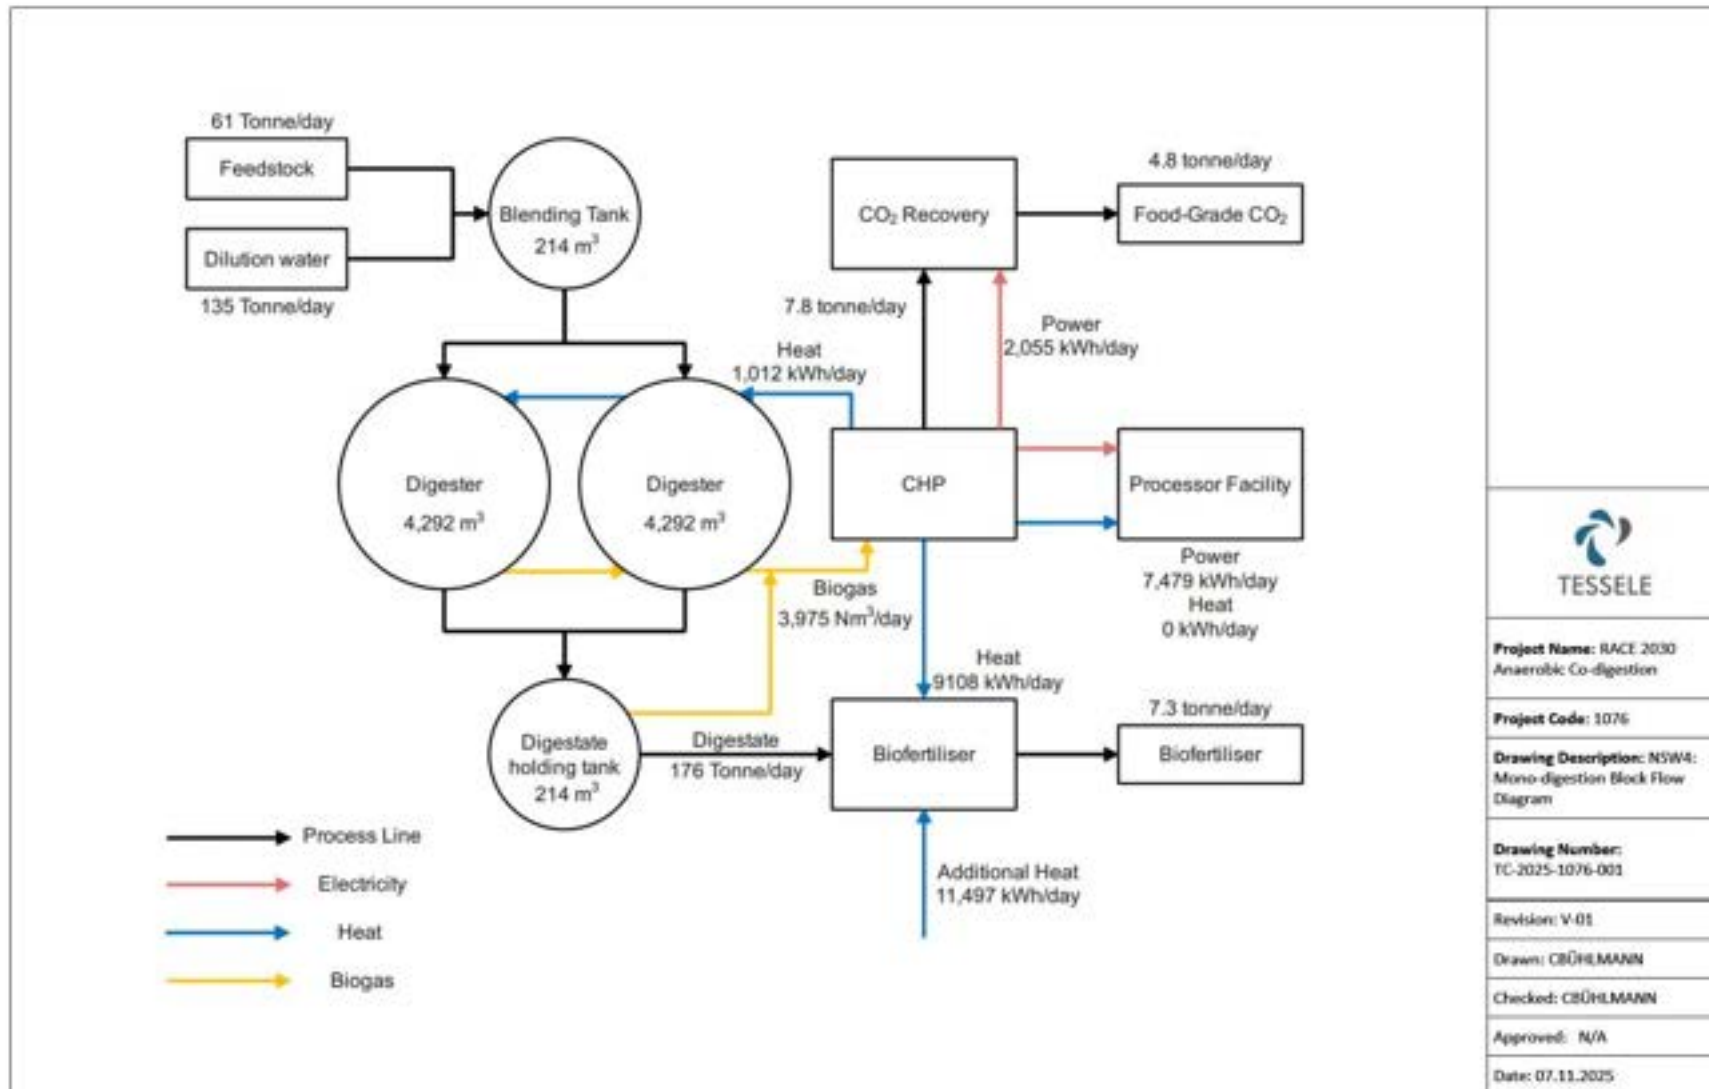 61 Tonne/day
Feedstock
Dilution water
135 Tonne/day
Blending Tank
214 m³
CO₂ Recovery
4.8 tonne/day
Food-Grade CO₂
7.8 tonne/day
Power
2,055 kWh/day
Heat
1,012 kWh/day
Digester
4,292 m³
Digester
4,292 m³
CHP
Processor Facility
Power
7,479 kWh/day
Heat
0 kWh/day
Biogas
3,975 Nm³/day
Heat
9108 kWh/day
Digestate
holding tank
214 m³
Digestate
176 Tonne/day
Biofertiliser
7.3 tonne/day
Biofertiliser
Additional Heat
11,497 kWh/day
Process Line
Electricity
Heat
Biogas
TESSELE
Project Name: RACE 2030
Anaerobic Co-digestion
Project Code: 1076
Drawing Description: NSW4:
Mono-digestion Block Flow
Diagram
Drawing Number:
TC-2025-1076-001
Revision: V-01
Drawn: CBÜHLMANN
Checked: CBÜHLMANN
Approved: N/A
Date: 07.11.2025